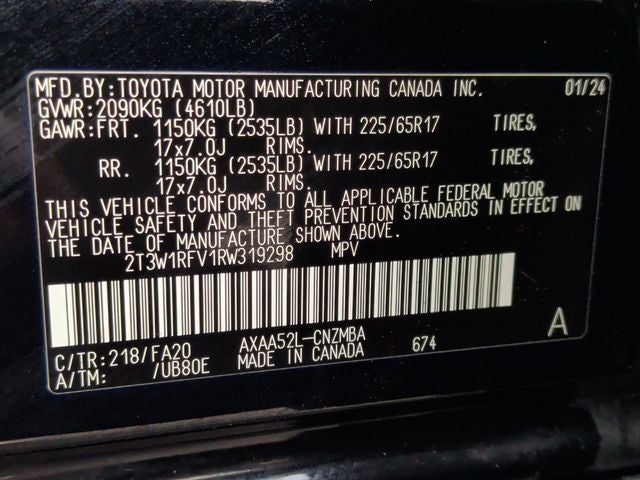 MFD.BY:TOYOTA MOTOR MANUFACTURING CANADA INC. 01/24
GVWR:2090KG (4610LB)
GAWR:FRT. 1150KG (2535LB) WITH 225/65R17 TIRES,
17x7.0J RIMS.
RR. 1150KG (2535LB) WITH 225/65R17 TIRES,
17x7.0J RIMS.
THIS VEHICLE CONFORMS TO ALL APPLICABLE FEDERAL MOTOR
VEHICLE SAFETY AND THEFT PREVENTION STANDARDS IN EFFECT ON
THE DATE OF MANUFACTURE SHOWN ABOVE.
2T3W1RFV1RW319298 MPV
A
C/TR:218/FA20 AXAA52L-CNZMBA 674
A/TM: /UB80E MADE IN CANADA